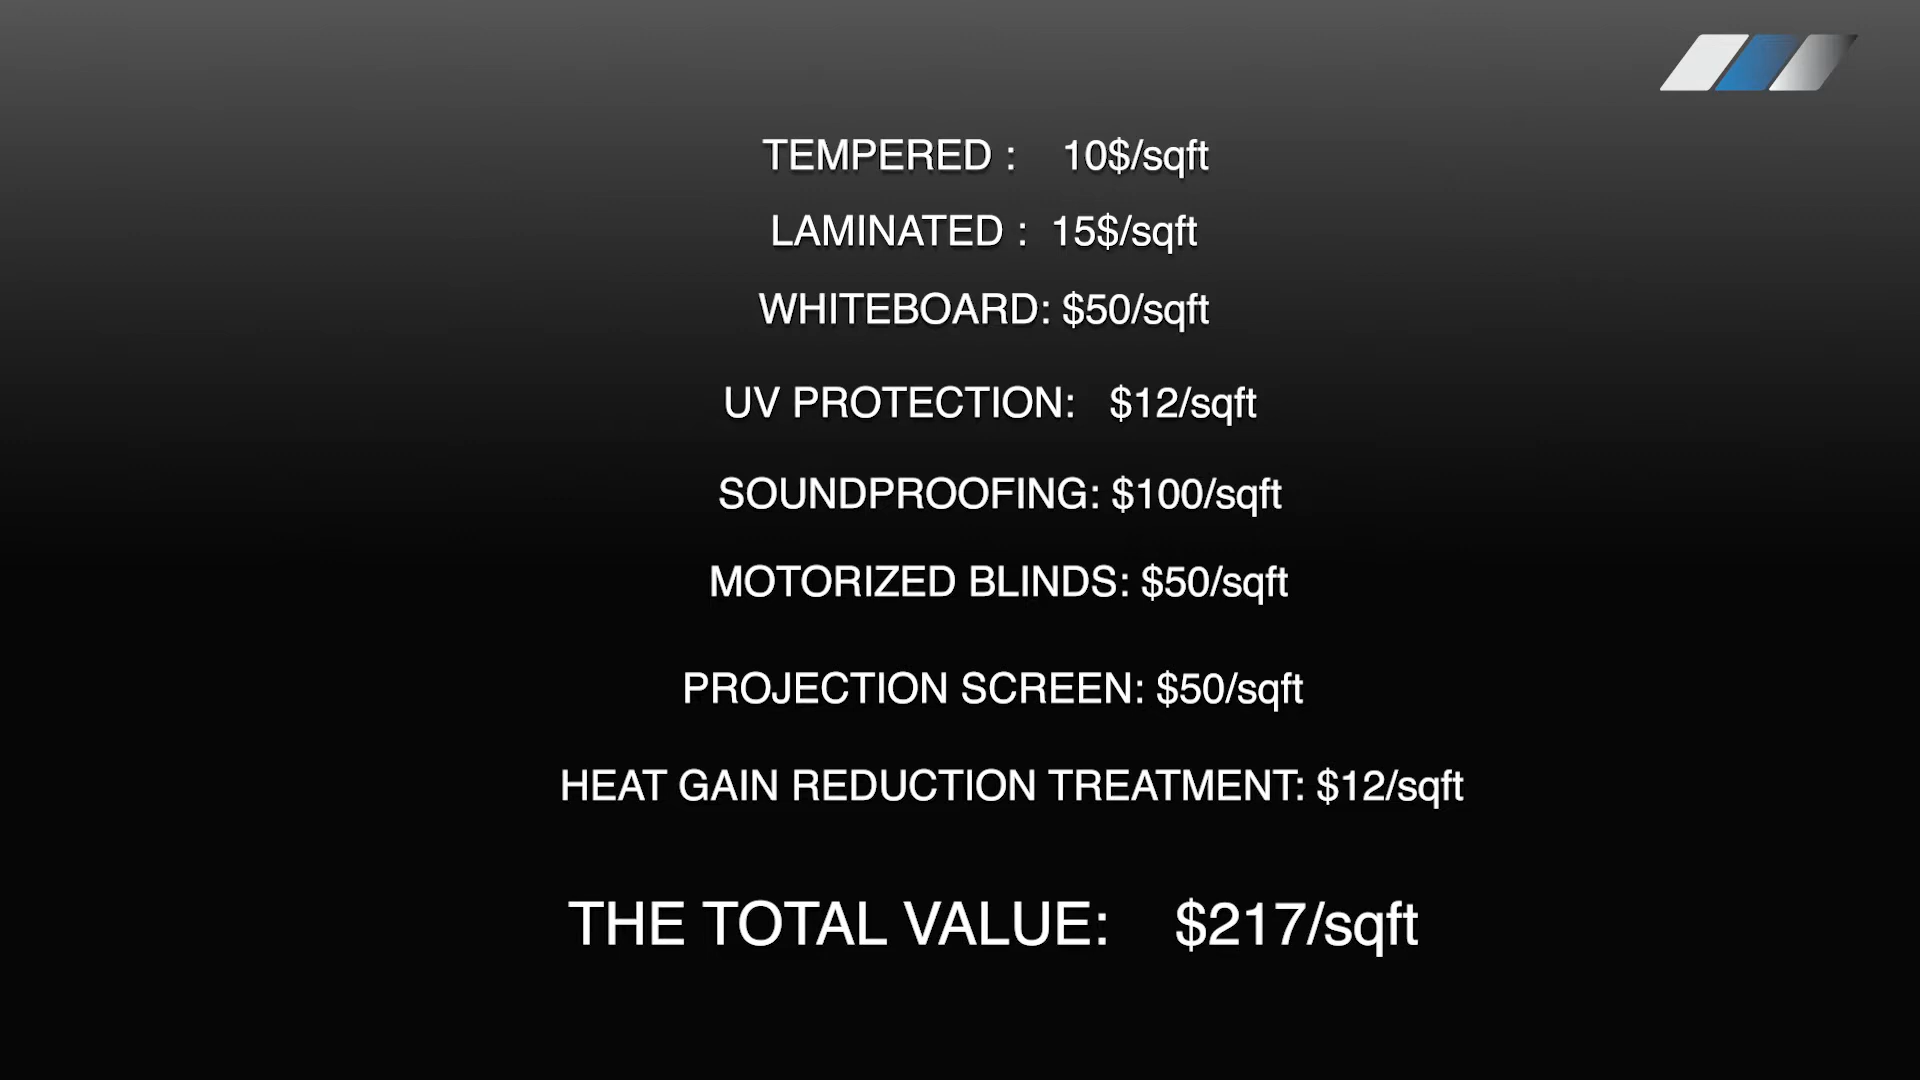 TEMPERED : 10$/sqft
LAMINATED : 15$/sqft
WHITEBOARD: $50/sqft
UV PROTECTION: $12/sqft
SOUNDPROOFING: $100/sqft
MOTORIZED BLINDS: $50/sqft
PROJECTION SCREEN: $50/sqft
HEAT GAIN REDUCTION TREATMENT: $12/sqft
THE TOTAL VALUE: $217/sqft